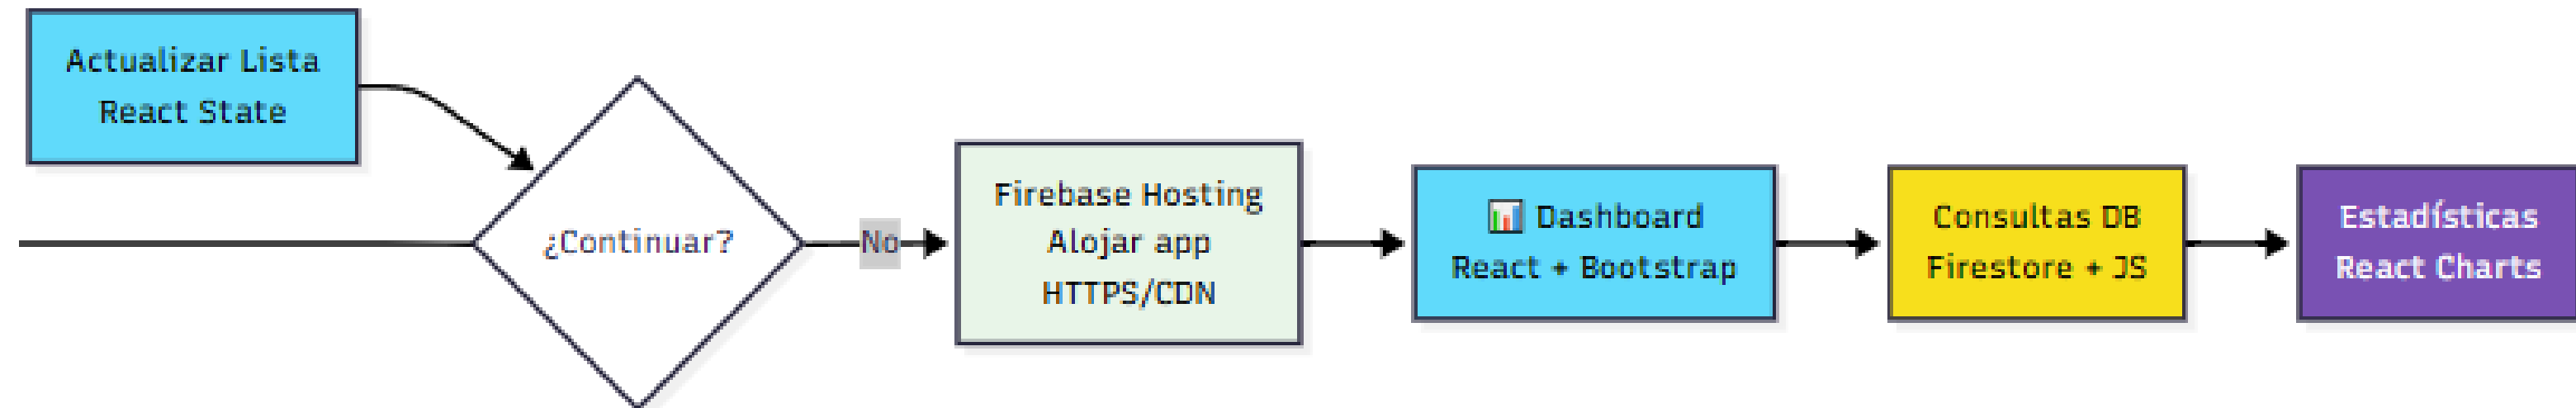 Actualizar Lista
React State
¿Continuar?
No
Firebase Hosting
Alojar app
HTTPS/CDN
📊 Dashboard
React + Bootstrap
Consultas DB
Firestore + JS
Estadísticas
React Charts